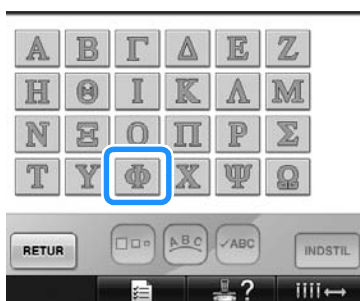 Α Β Γ Δ Ε Ζ
Η Θ Ι Κ Λ Μ
Ν Ξ Ο Π Ρ Σ
Τ Υ Φ Χ Ψ Ω
RETUR ABC ✓ABC INDSTIL
?